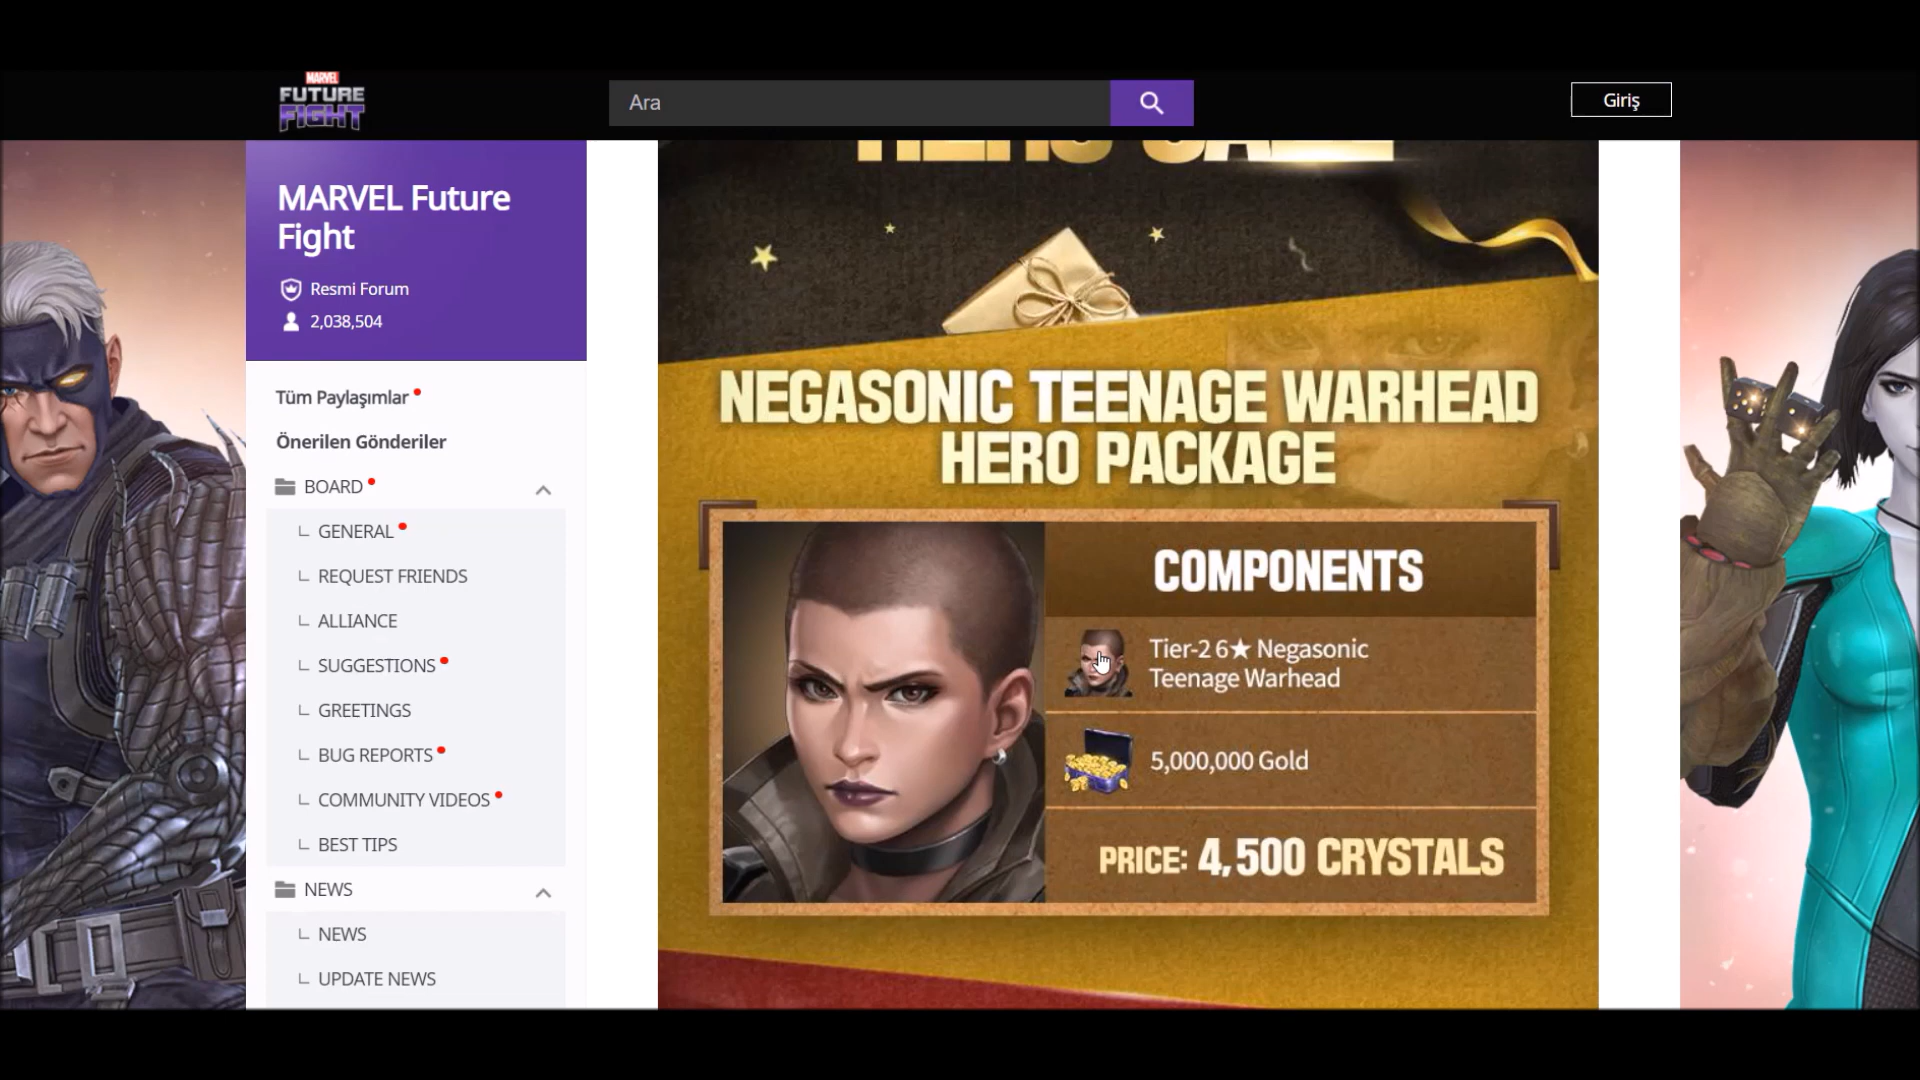 MARVEL
FUTURE
FIGHT
Ara
Giriş
MARVEL Future
Fight
Resmi Forum
2,038,504
Tüm Paylaşımlar
Önerilen Gönderiler
BOARD
GENERAL
REQUEST FRIENDS
ALLIANCE
SUGGESTIONS
GREETINGS
BUG REPORTS
COMMUNITY VIDEOS
BEST TIPS
NEWS
NEWS
UPDATE NEWS
NEGASONIC TEENAGE WARHEAD
HERO PACKAGE
COMPONENTS
Tier-2 6★ Negasonic
Teenage Warhead
5,000,000 Gold
PRICE: 4,500 CRYSTALS